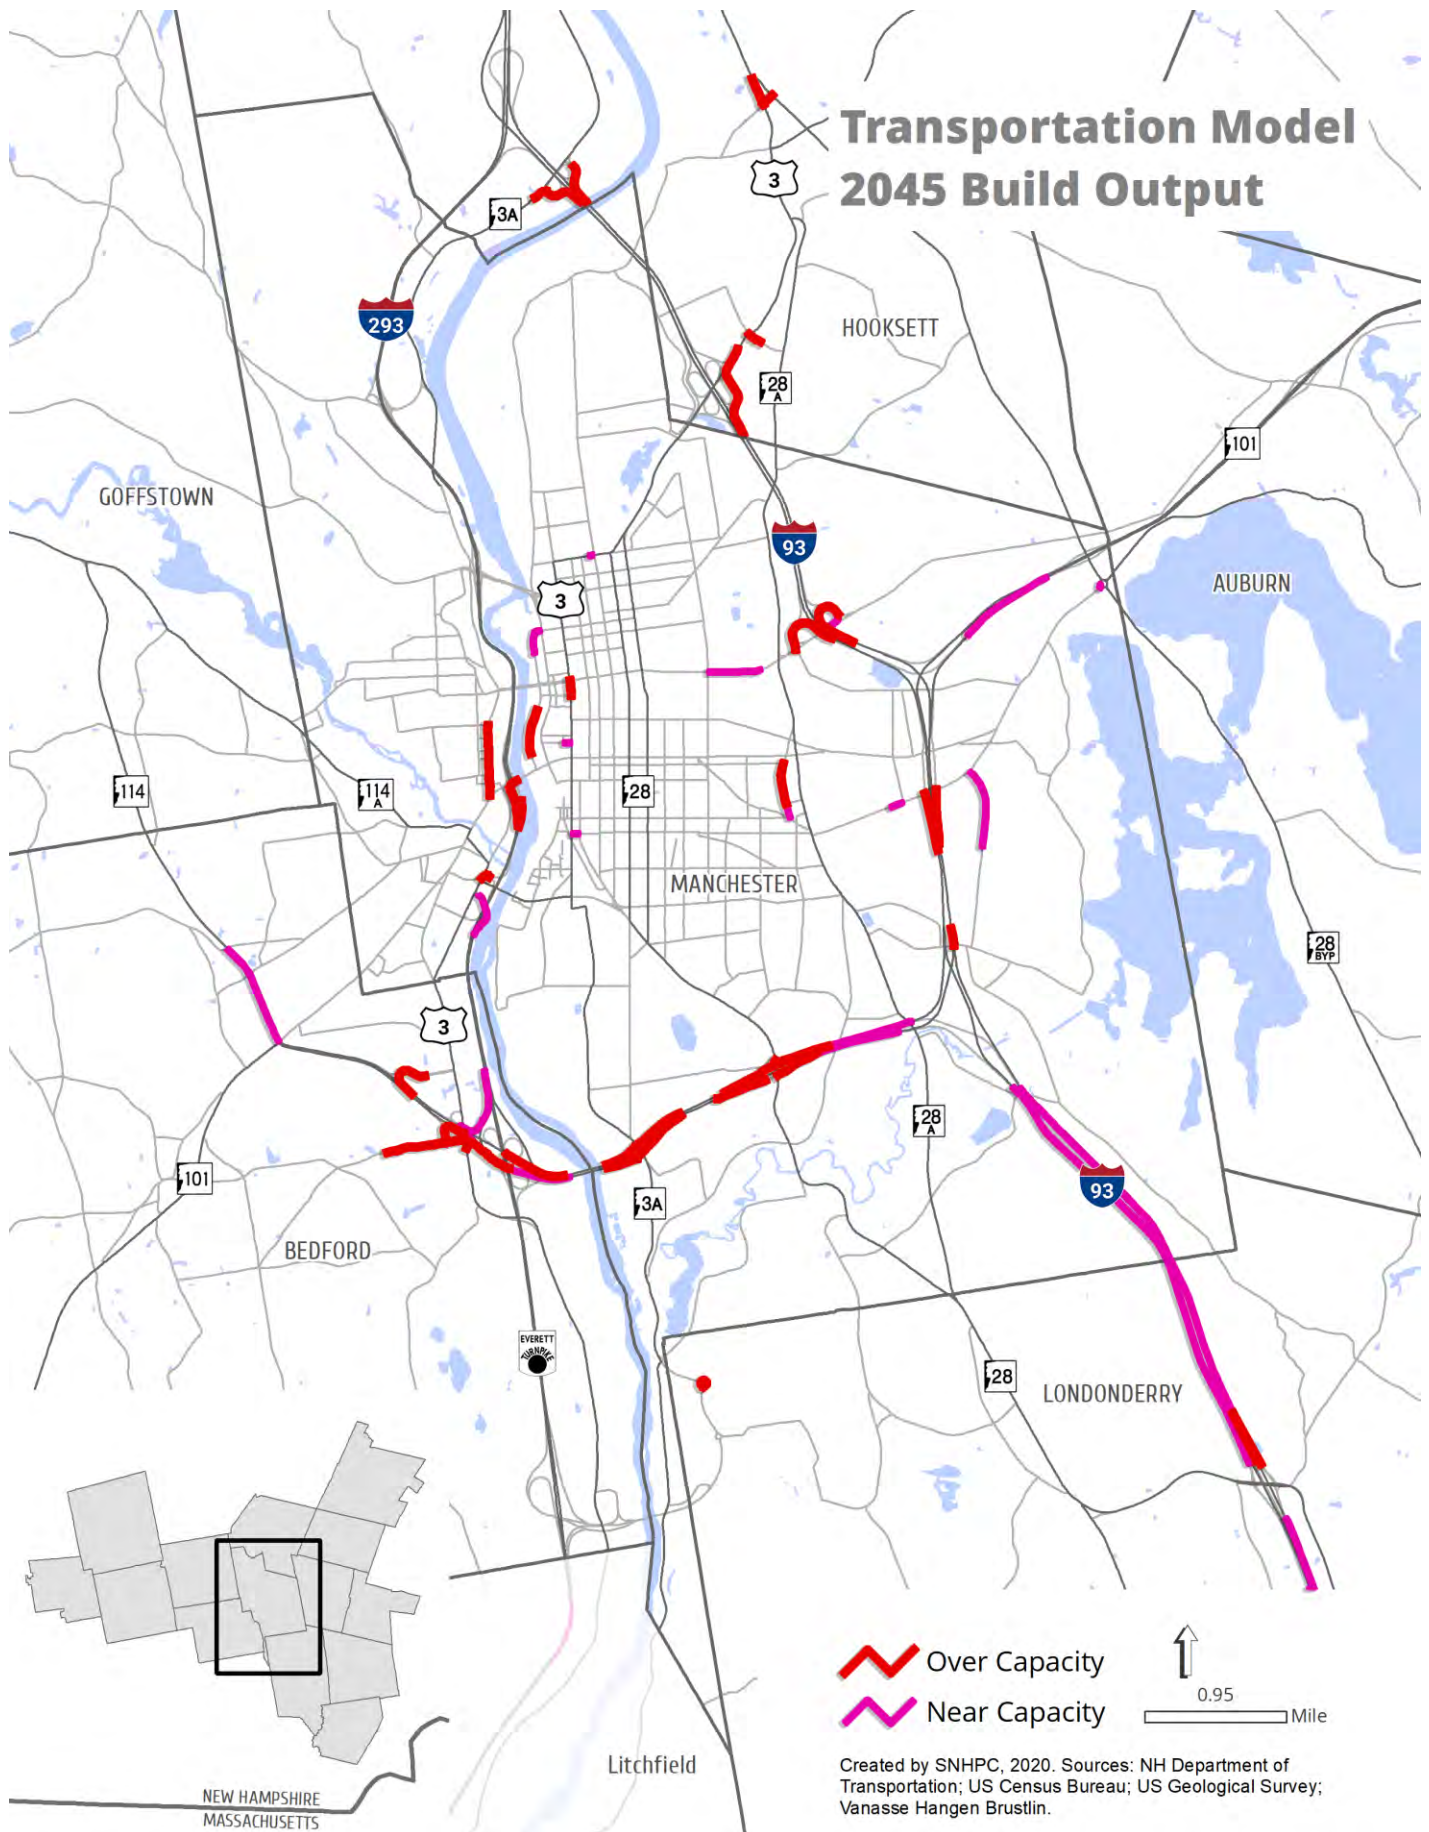 Transportation Model
2045 Build Output
3
3A
293
HOOKSETT
28
A
101
GOFFSTOWN
93
AUBURN
3
114
114
A
28
MANCHESTER
28
BYP
3
28
A
101
93
3A
BEDFORD
EVERETT
TURNPIKE
28
LONDONDERRY
Over Capacity
Near Capacity
0.95
Mile
Litchfield
Created by SNHPC, 2020. Sources: NH Department of
Transportation; US Census Bureau; US Geological Survey;
Vanasse Hangen Brustlin.
NEW HAMPSHIRE
MASSACHUSETTS